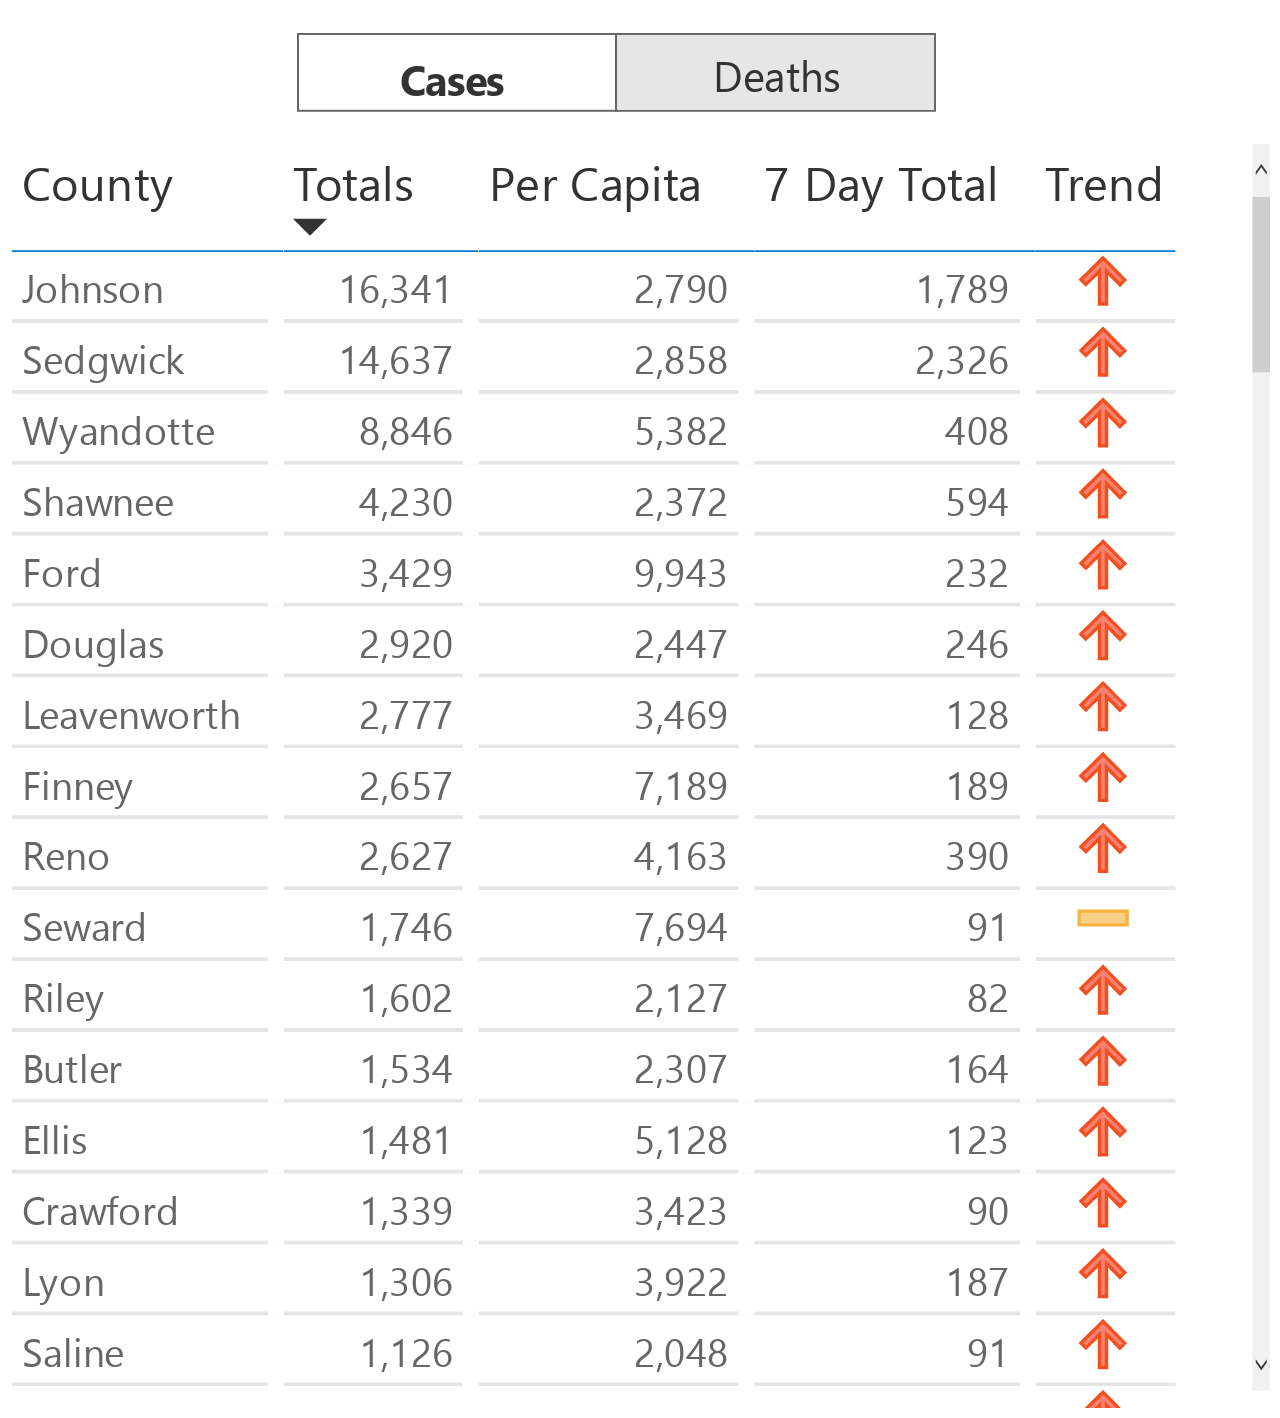 Cases Deaths
County Totals Per Capita 7 Day Total Trend
Johnson 16,341 2,790 1,789
Sedgwick 14,637 2,858 2,326
Wyandotte 8,846 5,382 408
Shawnee 4,230 2,372 594
Ford 3,429 9,943 232
Douglas 2,920 2,447 246
Leavenworth 2,777 3,469 128
Finney 2,657 7,189 189
Reno 2,627 4,163 390
Seward 1,746 7,694 91
Riley 1,602 2,127 82
Butler 1,534 2,307 164
Ellis 1,481 5,128 123
Crawford 1,339 3,423 90
Lyon 1,306 3,922 187
Saline 1,126 2,048 91